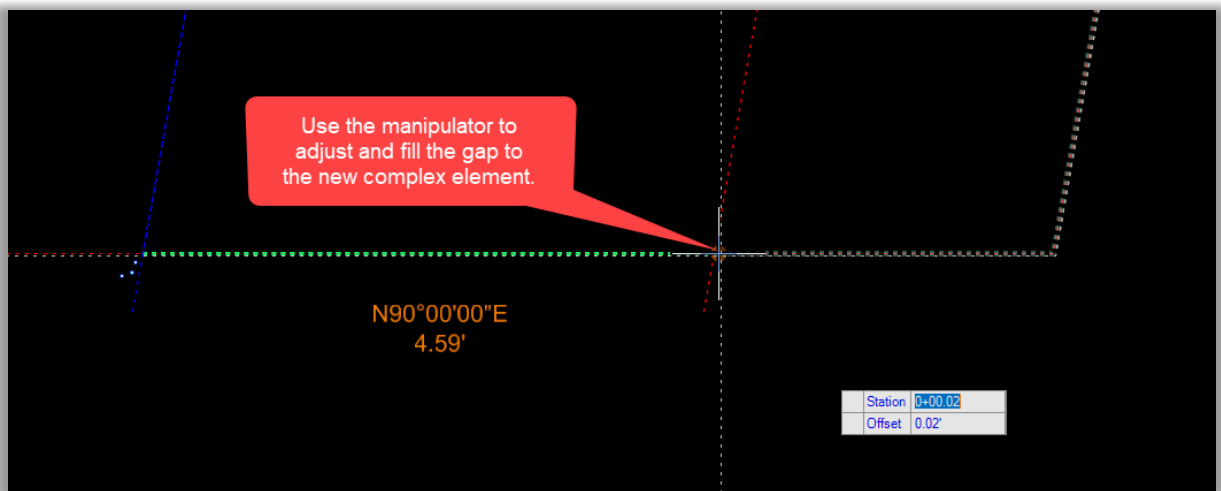 Use the manipulator to
adjust and fill the gap to
the new complex element.
N90°00'00"E
4.59'
Station 0+00.02
Offset 0.02'